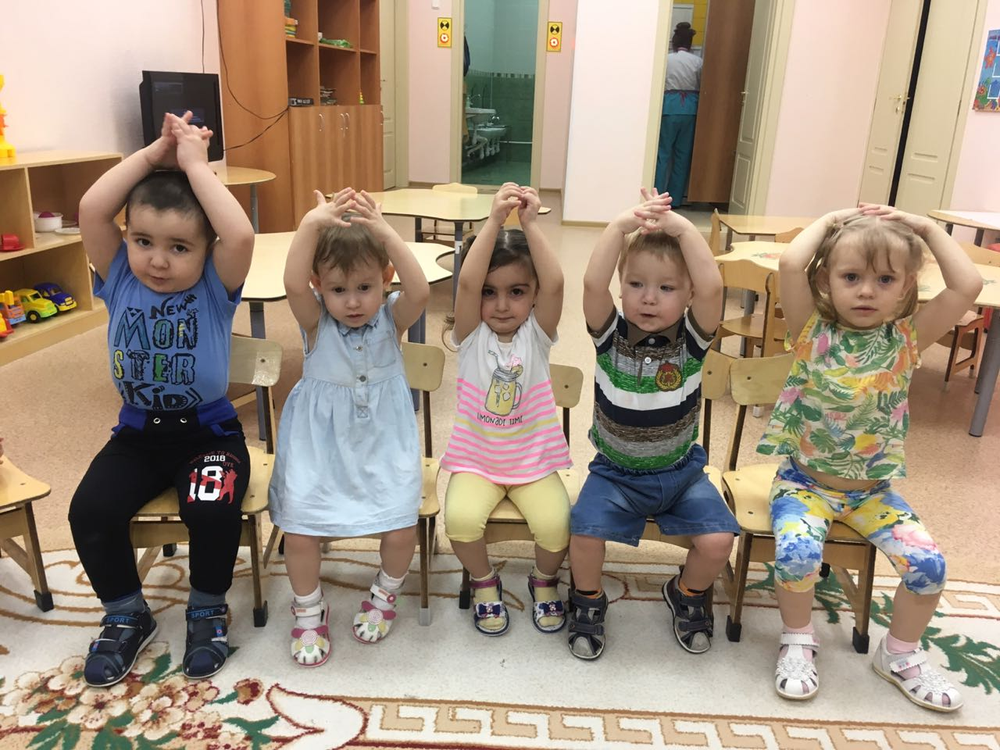 NEW
MON
STER
KID
2018
18
LIMONADE TIME
SPORT
SPORT